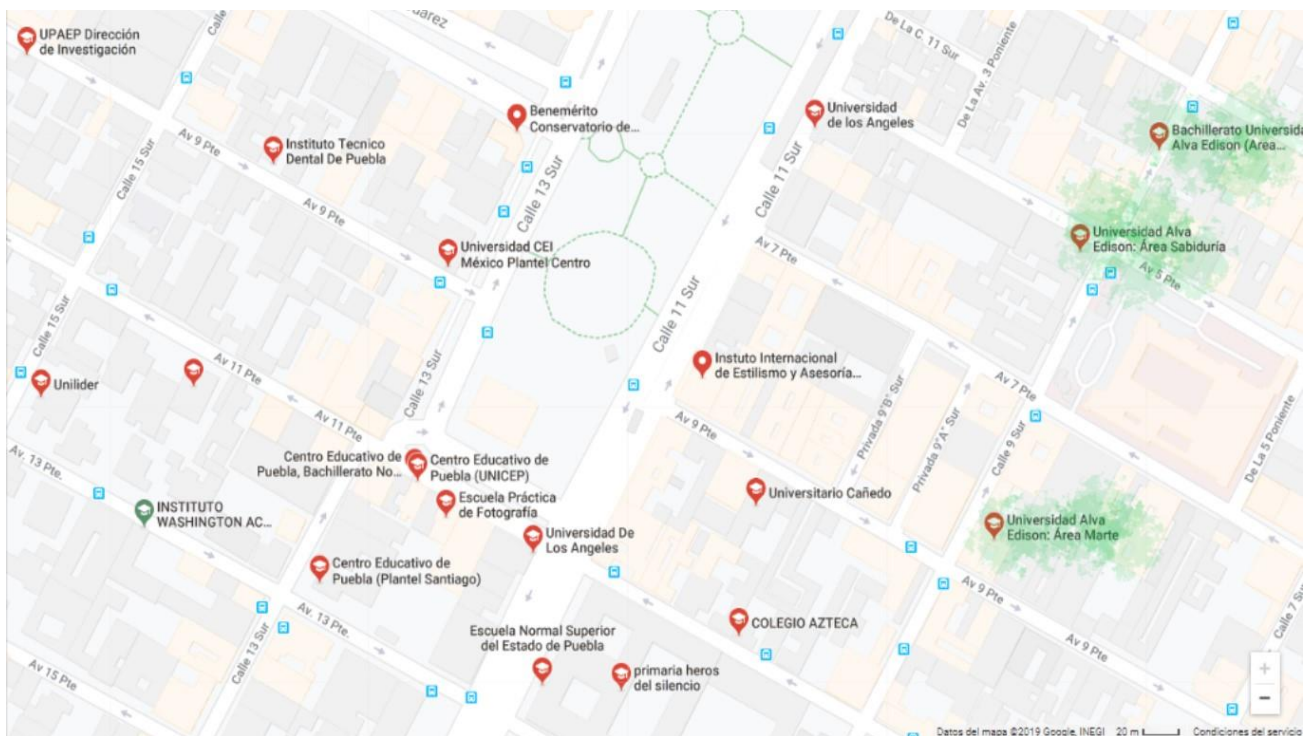 UPAEP Dirección
de Investigación
Calle
uarez
De La C. 11 Sur
De La Av. 3 Poniente
Benemérito
Conservatorio de...
Universidad
de los Angeles
Bachillerato Universida
Alva Edison (Area...
Av 9 Pte
Instituto Tecnico
Dental De Puebla
Calle 15 Sur
Calle 13 Sur
Calle 11 Sur
Av 9 Pte
Universidad CEI
México Plantel Centro
Av 7 Pte
Universidad Alva
Edison: Área Sabiduría
Av 5 Pte
Calle 15 Sur
Calle 11 Sur
Unilider
Av 11 Pte
Calle 13 Sur
Instuto Internacional
de Estilismo y Asesoría...
Privada 9"B" Sur
Av 7 Pte
Av 11 Pte
Av 9 Pte
Privada 9"A" Sur
Calle 9 Sur
De La 5 Poniente
Av. 13 Pte.
Centro Educativo de
Puebla, Bachillerato No...
Centro Educativo de
Puebla (UNICEP)
Escuela Práctica
de Fotografía
Universitario Cañedo
INSTITUTO
WASHINGTON AC...
Universidad De
Los Angeles
Universidad Alva
Edison: Área Marte
Centro Educativo de
Puebla (Plantel Santiago)
Av 9 Pte
Calle 7 Su
Av. 13 Pte.
COLEGIO AZTECA
Escuela Normal Superior
del Estado de Puebla
Calle 13 Sur
Av 15 Pte
primaria heros
del silencio
Av 9 Pte
+
−
Datos del mapa ©2019 Google, INEGI 20 m Condiciones del servicio